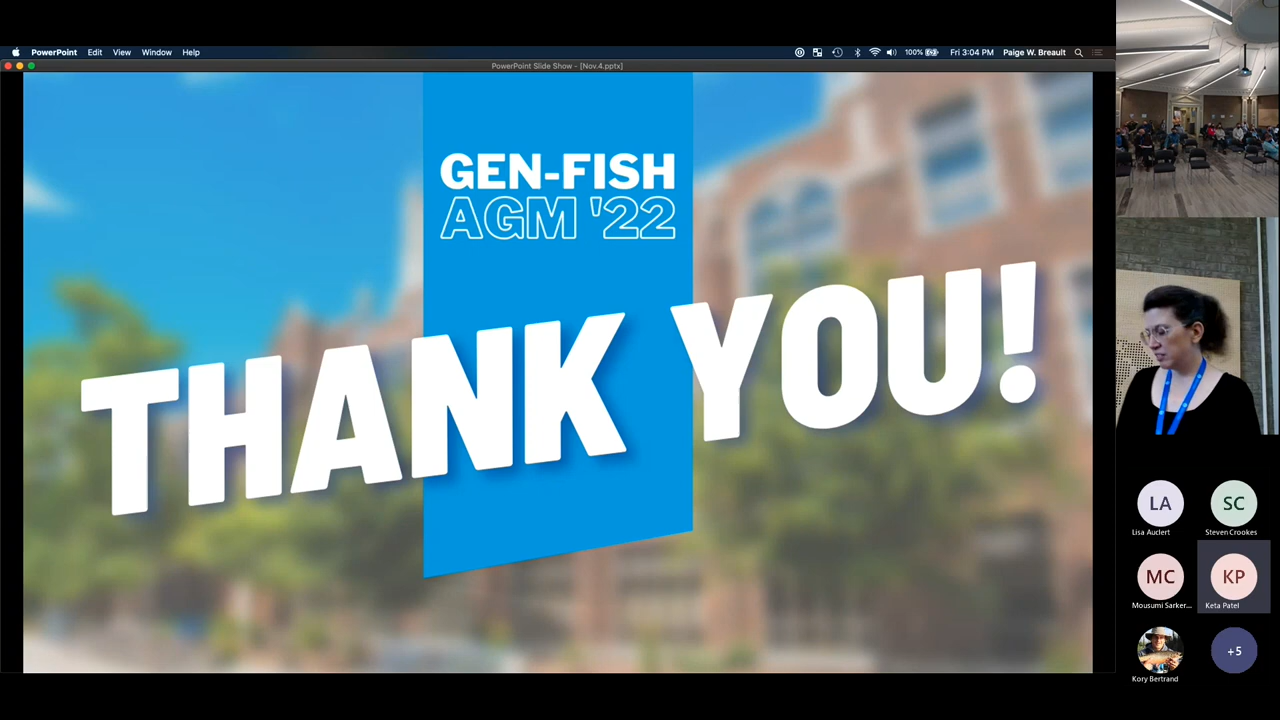 PowerPoint Edit View Window Help
100% Fri 3:04 PM Paige W. Breault
PowerPoint Slide Show - [Nov.4.pptx]
GEN-FISH
AGM '22
THANK YOU!
LA SC
Lisa Auclert Steven Crookes
MC KP
Mousumi Sarker... Keta Patel
+5
Kory Bertrand